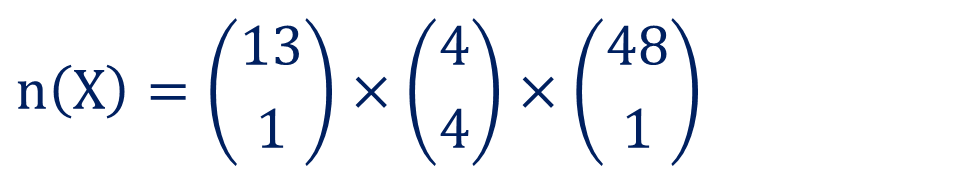 n(X) = (13 1) × (4 4) × (48 1)